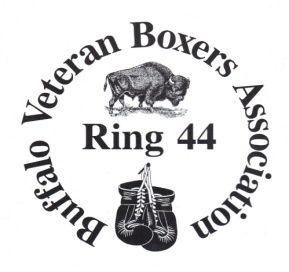 Buffalo Veteran Boxers Association
Ring 44